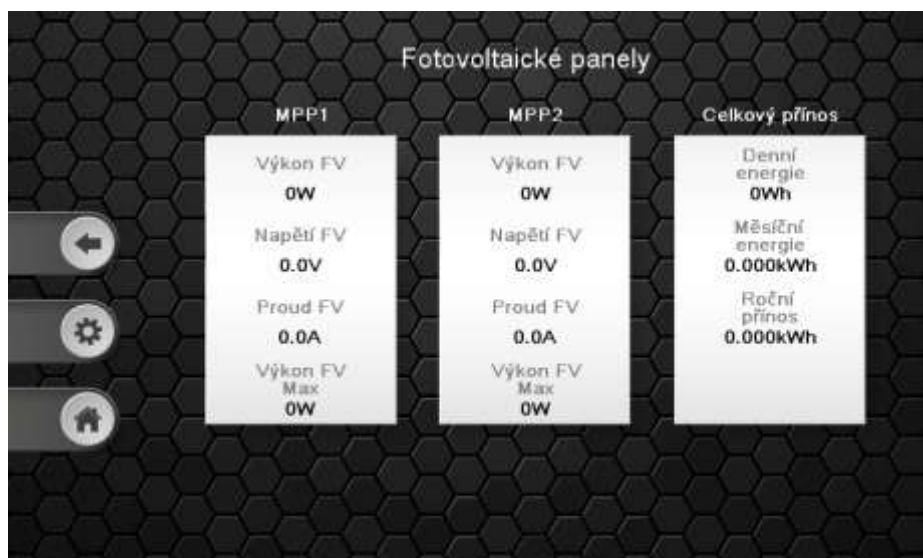 Fotovoltaické panely
MPP1
Výkon FV
0W
Napětí FV
0.0V
Proud FV
0.0A
Výkon FV
Max
0W
MPP2
Výkon FV
0W
Napětí FV
0.0V
Proud FV
0.0A
Výkon FV
Max
0W
Celkový přínos
Denní
energie
0Wh
Měsíční
energie
0.000kWh
Roční
přínos
0.000kWh